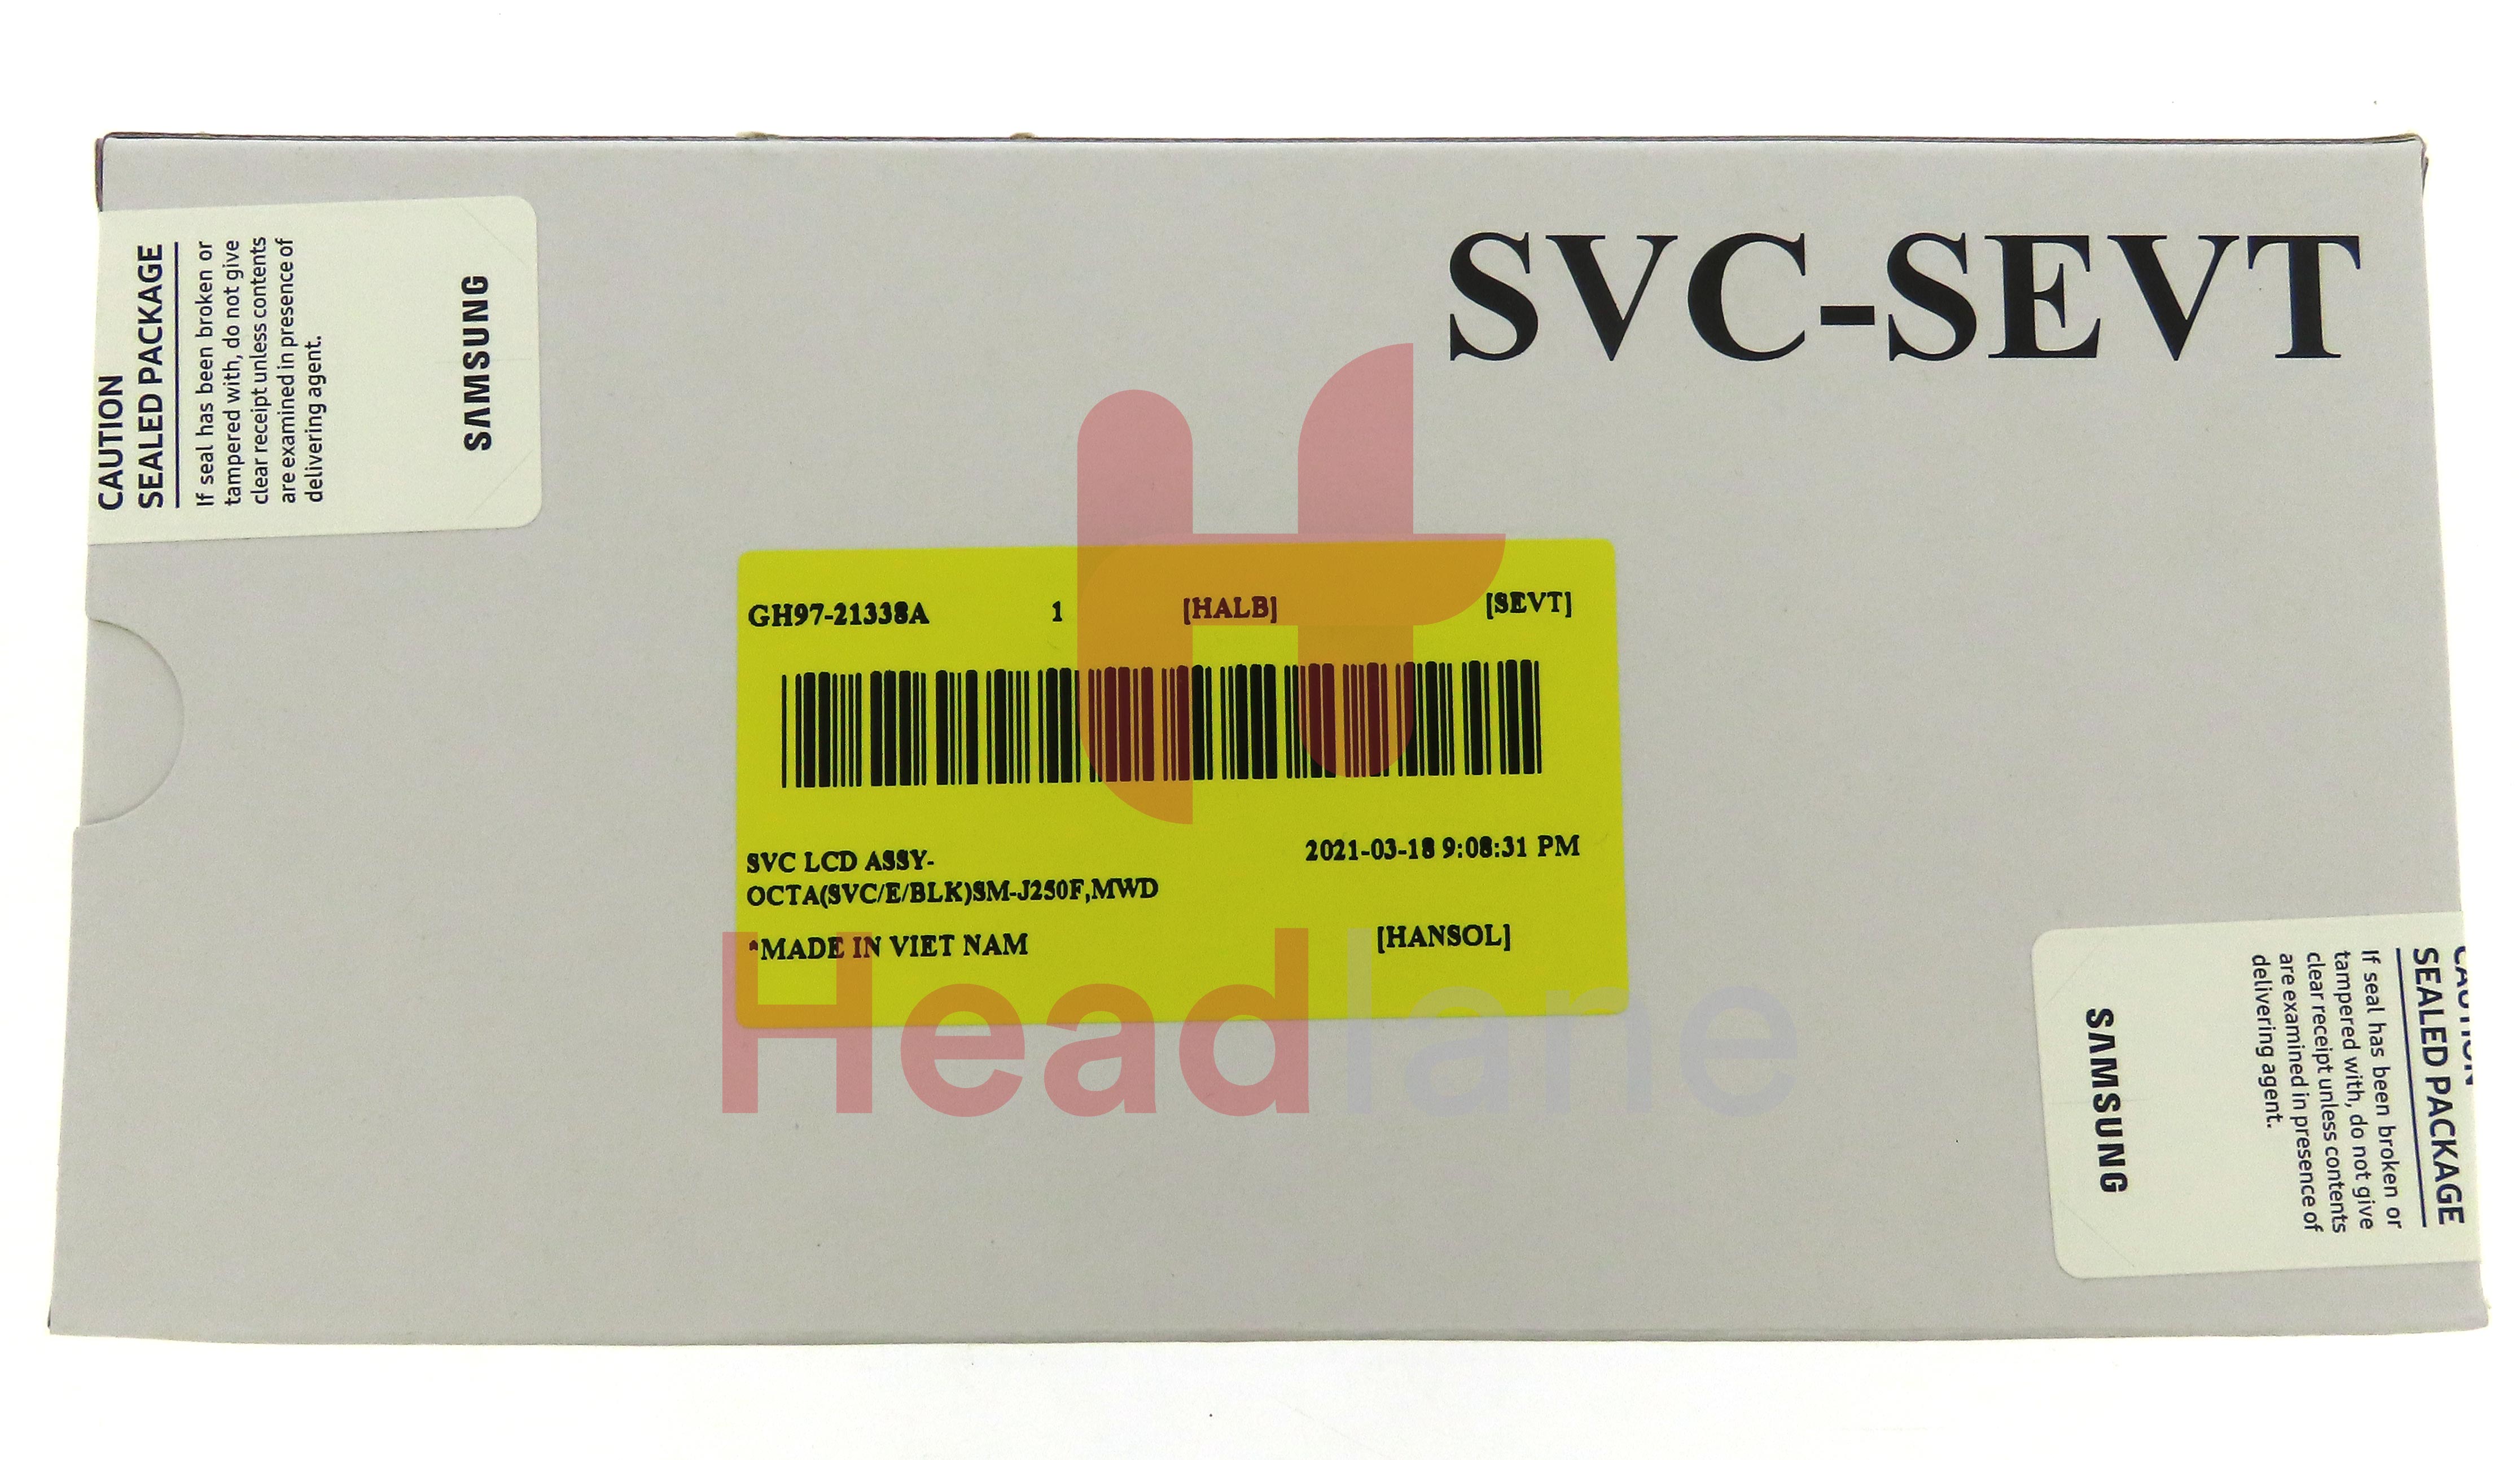 CAUTION
SEALED PACKAGE
If seal has been broken or
tampered with, do not give
clear receipt unless contents
are examined in presence of
delivering agent.
SAMSUNG
SVC-SEVT
GH97-21338A 1 [HALB] [SEVT]
SVC LCD ASSY-
OCTA(SVC/E/BLK)SM-J250F,MWD
2021-03-18 9:08:31 PM
*MADE IN VIET NAM [HANSOL]
Headlane
CAUTION
SEALED PACKAGE
If seal has been broken or
tampered with, do not give
clear receipt unless contents
are examined in presence of
delivering agent.
SAMSUNG